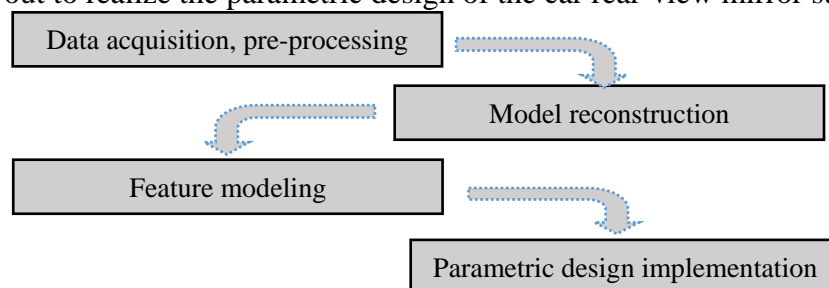 to realize the parametric design of the car rear-view mirror
Data acquisition, pre-processing
Model reconstruction
Feature modeling
Parametric design implementation